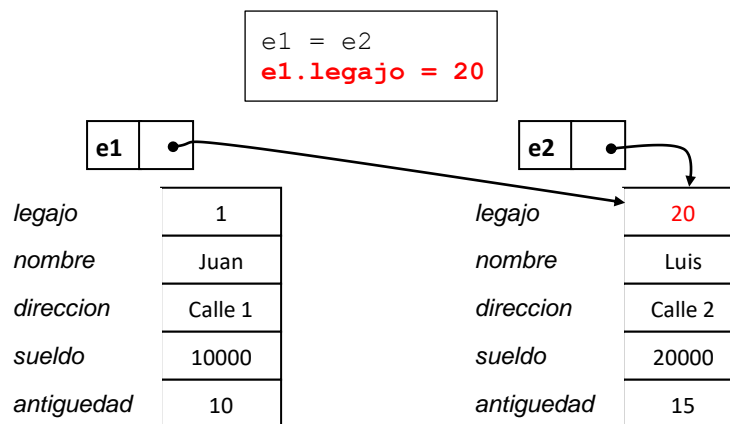 e1 = e2
e1.legajo = 20
e1 e2
legajo 1 legajo 20
nombre Juan nombre Luis
direccion Calle 1 direccion Calle 2
sueldo 10000 sueldo 20000
antiguedad 10 antiguedad 15